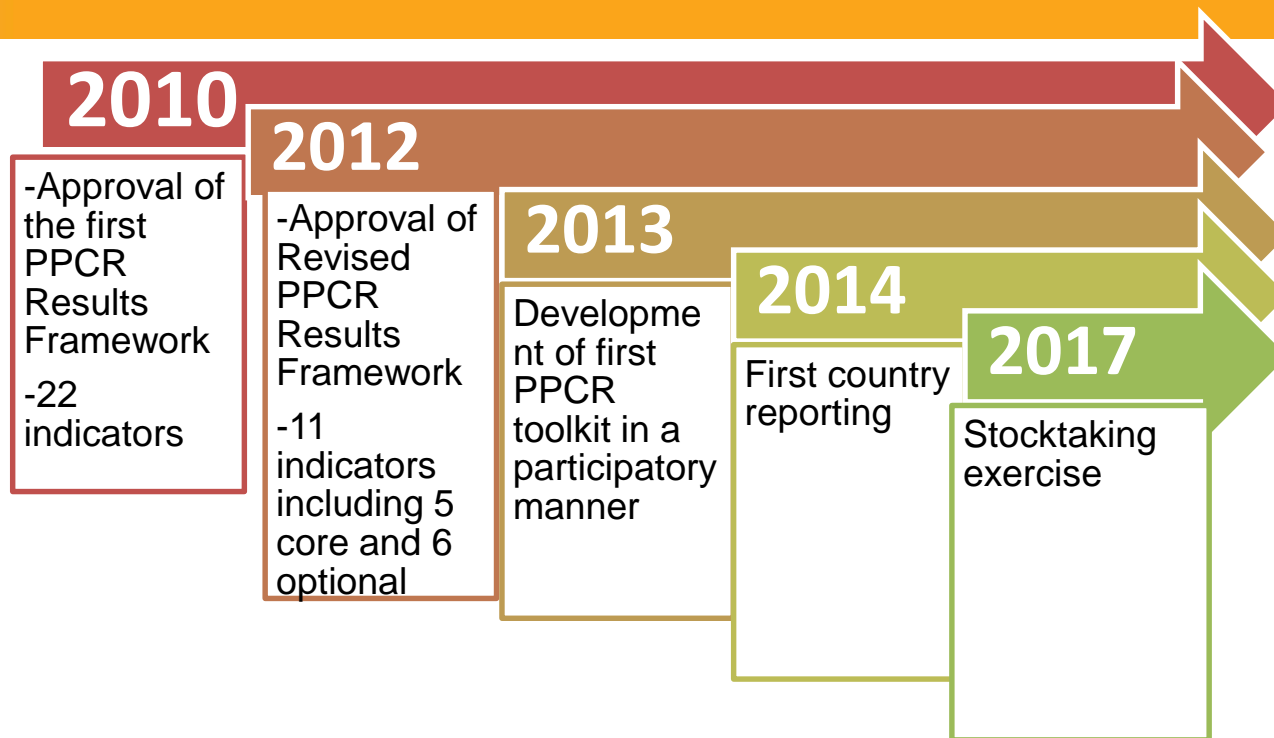 2010
-Approval of
the first
PPCR
Results
Framework
-22
indicators
2012
-Approval of
Revised
PPCR
Results
Framework
-11
indicators
including 5
core and 6
optional
2013
Developme
nt of first
PPCR
toolkit in a
participatory
manner
2014
First country
reporting
2017
Stocktaking
exercise